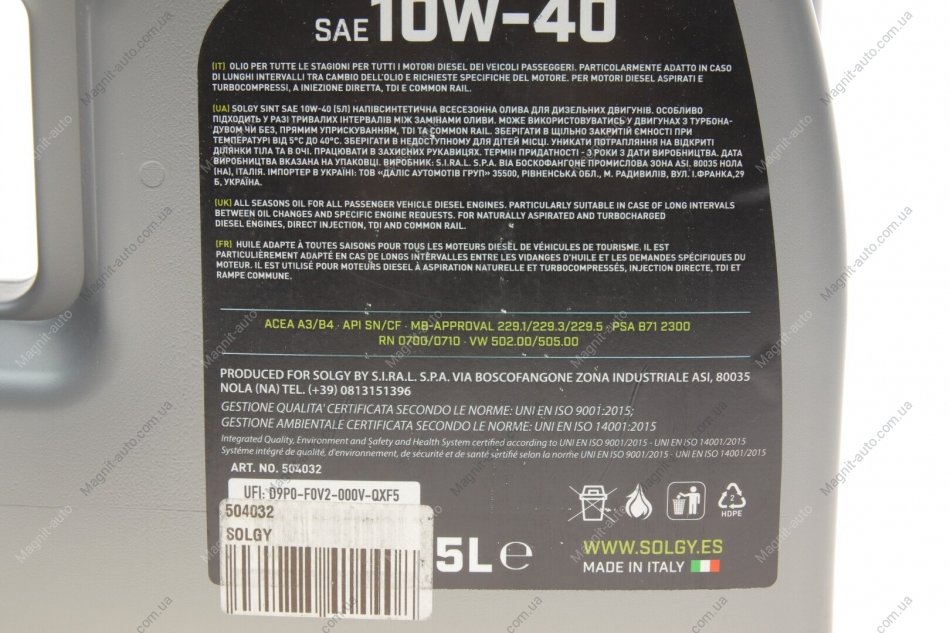 SAE 10W-40
[IT] OLIO PER TUTTE LE STAGIONI PER TUTTI I MOTORI DIESEL DEI VEICOLI PASSEGGERI. PARTICOLARMENTE ADATTO IN CASO
DI LUNGHI INTERVALLI TRA CAMBIO DELL'OLIO E RICHIESTE SPECIFICHE DEL MOTORE. PER MOTORI DIESEL ASPIRATI E
TURBOCOMPRESSI, A INIEZIONE DIRETTA, TDI E COMMON RAIL.
[UA] SOLGY SINT SAE 10W-40 (5Л) НАПІВСИНТЕТИЧНА ВСЕСЕЗОННА ОЛИВА ДЛЯ ДИЗЕЛЬНИХ ДВИГУНІВ. ОСОБЛИВО
ПІДХОДИТЬ У РАЗІ ТРИВАЛИХ ІНТЕРВАЛІВ МІЖ ЗАМІНАМИ ОЛИВИ. МОЖЕ ВИКОРИСТОВУВАТИСЬ У ДВИГУНАХ З ТУРБОНА-
ДУВОМ ЧИ БЕЗ, ПРЯМИМ УПРИСКУВАННЯМ, TDI ТА COMMON RAIL. ЗБЕРІГАТИ В ЩІЛЬНО ЗАКРИТІЙ ЄМНОСТІ ПРИ
ТЕМПЕРАТУРІ ВІД 5°C ДО 40°C. ЗБЕРІГАТИ В НЕДОСТУПНОМУ ДЛЯ ДІТЕЙ МІСЦІ. УНИКАТИ ПОТРАПЛЯННЯ НА ВІДКРИТІ
ДІЛЯНКИ ТІЛА ТА В ОЧІ. ПРАЦЮВАТИ В ЗАХИСНИХ РУКАВИЦЯХ. ТЕРМІН ПРИДАТНОСТІ - 3 РОКИ З ДАТИ ВИРОБНИЦТВА. ДАТА
ВИРОБНИЦТВА ВКАЗАНА НА УПАКОВЦІ. ВИРОБНИК: S.I.R.A.L. S.P.A. ВІА БОСКОФАНГОНЕ ПРОМИСЛОВА ЗОНА ASI. 80035 НОЛА
(НА), ІТАЛІЯ. ІМПОРТЕР В УКРАЇНІ: ТОВ «ДАЛІС АУТОМОТІВ ГРУП» 35500, РІВНЕНСЬКА ОБЛ., М. РАДИВИЛІВ, ВУЛ. І.ФРАНКА,29
Б, УКРАЇНА.
[UK] ALL SEASONS OIL FOR ALL PASSENGER VEHICLE DIESEL ENGINES. PARTICULARLY SUITABLE IN CASE OF LONG INTERVALS
BETWEEN OIL CHANGES AND SPECIFIC ENGINE REQUESTS. FOR NATURALLY ASPIRATED AND TURBOCHARGED
DIESEL ENGINES, DIRECT INJECTION, TDI AND COMMON RAIL.
[FR] HUILE ADAPTÉ À TOUTES SAISONS POUR TOUS LES MOTEURS DIESEL DE VÉHICULES DE TOURISME. IL EST
PARTICULIÈREMENT ADAPTÉ EN CAS DE LONGS INTERVALLES ENTRE LES VIDANGES D'HUILE ET LES DEMANDES SPÉCIFIQUES DU
MOTEUR. IL EST UTILISÉ POUR MOTEURS DIESEL À ASPIRATION NATURELLE ET TURBOCOMPRESSÉS, INJECTION DIRECTE, TDI ET
RAMPE COMMUNE.
ACEA A3/B4 · API SN/CF · MB-APPROVAL 229.1/229.3/229.5 · PSA B71 2300
RN 0700/0710 · VW 502.00/505.00
PRODUCED FOR SOLGY BY S.I.RA.L. S.P.A. VIA BOSCOFANGONE ZONA INDUSTRIALE ASI, 80035
NOLA (NA) TEL. (+39) 0813151396
GESTIONE QUALITA' CERTIFICATA SECONDO LE NORME: UNI EN ISO 9001:2015;
GESTIONE AMBIENTALE CERTIFICATA SECONDO LE NORME: UNI EN ISO 14001:2015
Integrated Quality, Environment and Safety and Health System certified according to UNI EN ISO 9001/2015 - UNI EN ISO 14001/2015
Système intégré de qualité, d'environnement, de sécurité et de santé certifié selon la norme UNI EN ISO 9001/2015 - UNI EN ISO 14001/2015
ART. NO. 504032
UFI: D9P0-F0V2-000V-QXF5
504032
SOLGY
5L e
2
HDPE
WWW.SOLGY.ES
MADE IN ITALY
Magnit-auto.com.ua